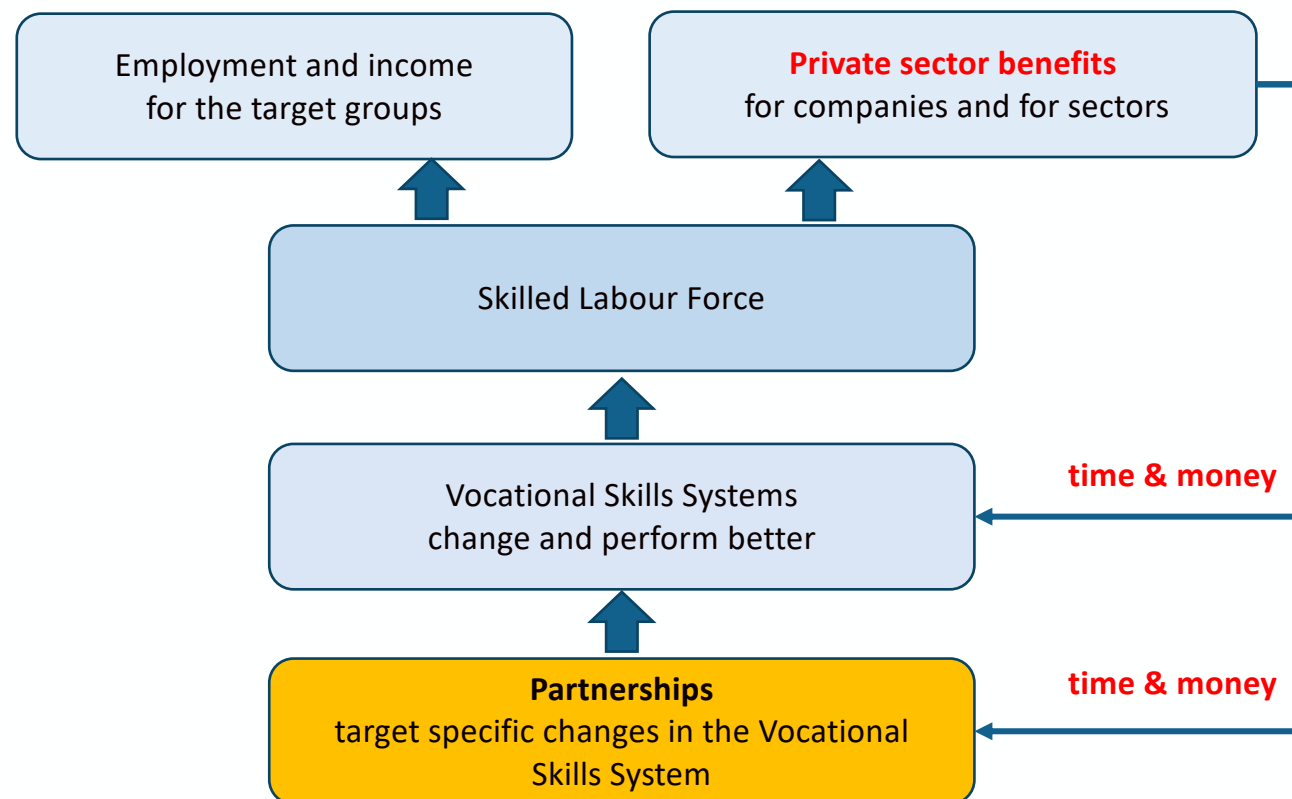 Employment and income
for the target groups
Private sector benefits
for companies and for sectors
Skilled Labour Force
Vocational Skills Systems
change and perform better
time & money
Partnerships
target specific changes in the Vocational
Skills System
time & money